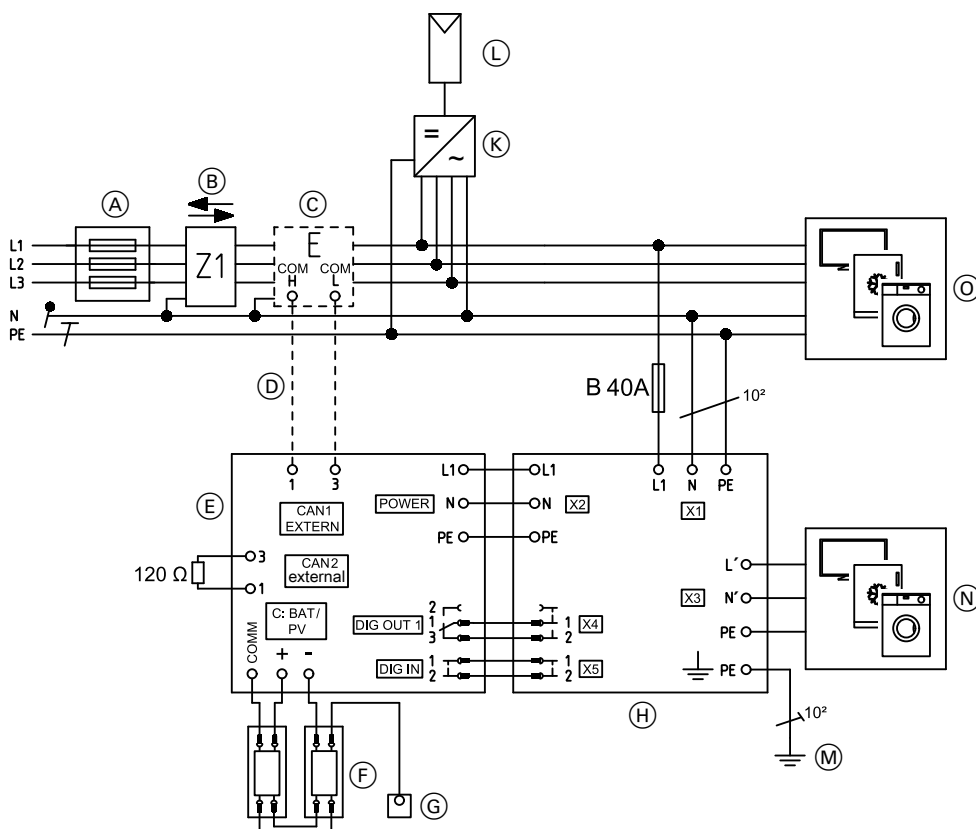 L
K
=
~
A
B
C
L1
L2
L3
N
PE
Z1
E
COM COM
H L
O
D
B 40A
10²
1 3
L1 L1
L1 N PE
E
CAN1
EXTERN
POWER
N N
X2
X1
PE PE
3
1
120 Ω
CAN2
external
L´
N´
X3
PE
N
C: BAT/
PV
DIG OUT 1
2
1
3
1
2
X4
COMM
+ -
DIG IN
1
2
1
2
X5
PE
H
10²
M
F
G